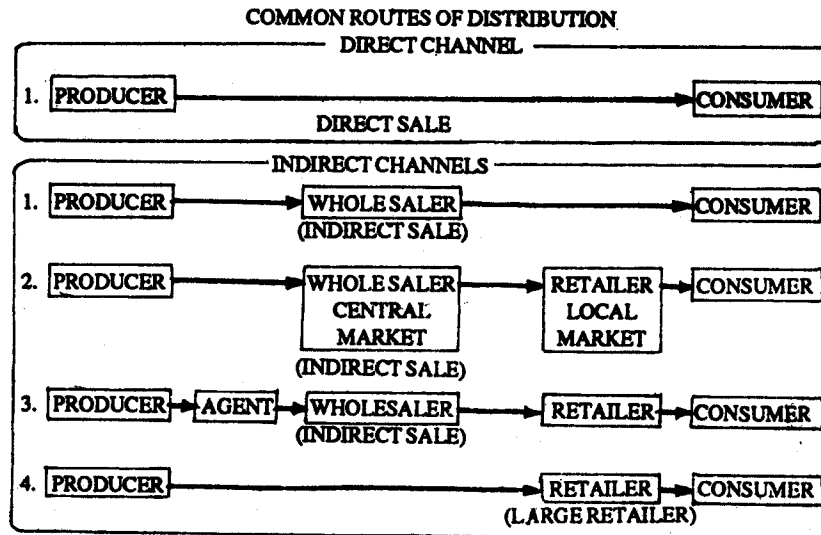 COMMON ROUTES OF DISTRIBUTION
DIRECT CHANNEL
1. PRODUCER CONSUMER
DIRECT SALE
INDIRECT CHANNELS
1. PRODUCER WHOLE SALER CONSUMER
(INDIRECT SALE)
2. PRODUCER WHOLE SALER RETAILER CONSUMER
CENTRAL LOCAL
MARKET MARKET
(INDIRECT SALE)
3. PRODUCER AGENT WHOLESALER RETAILER CONSUMER
(INDIRECT SALE)
4. PRODUCER RETAILER CONSUMER
(LARGE RETAILER)